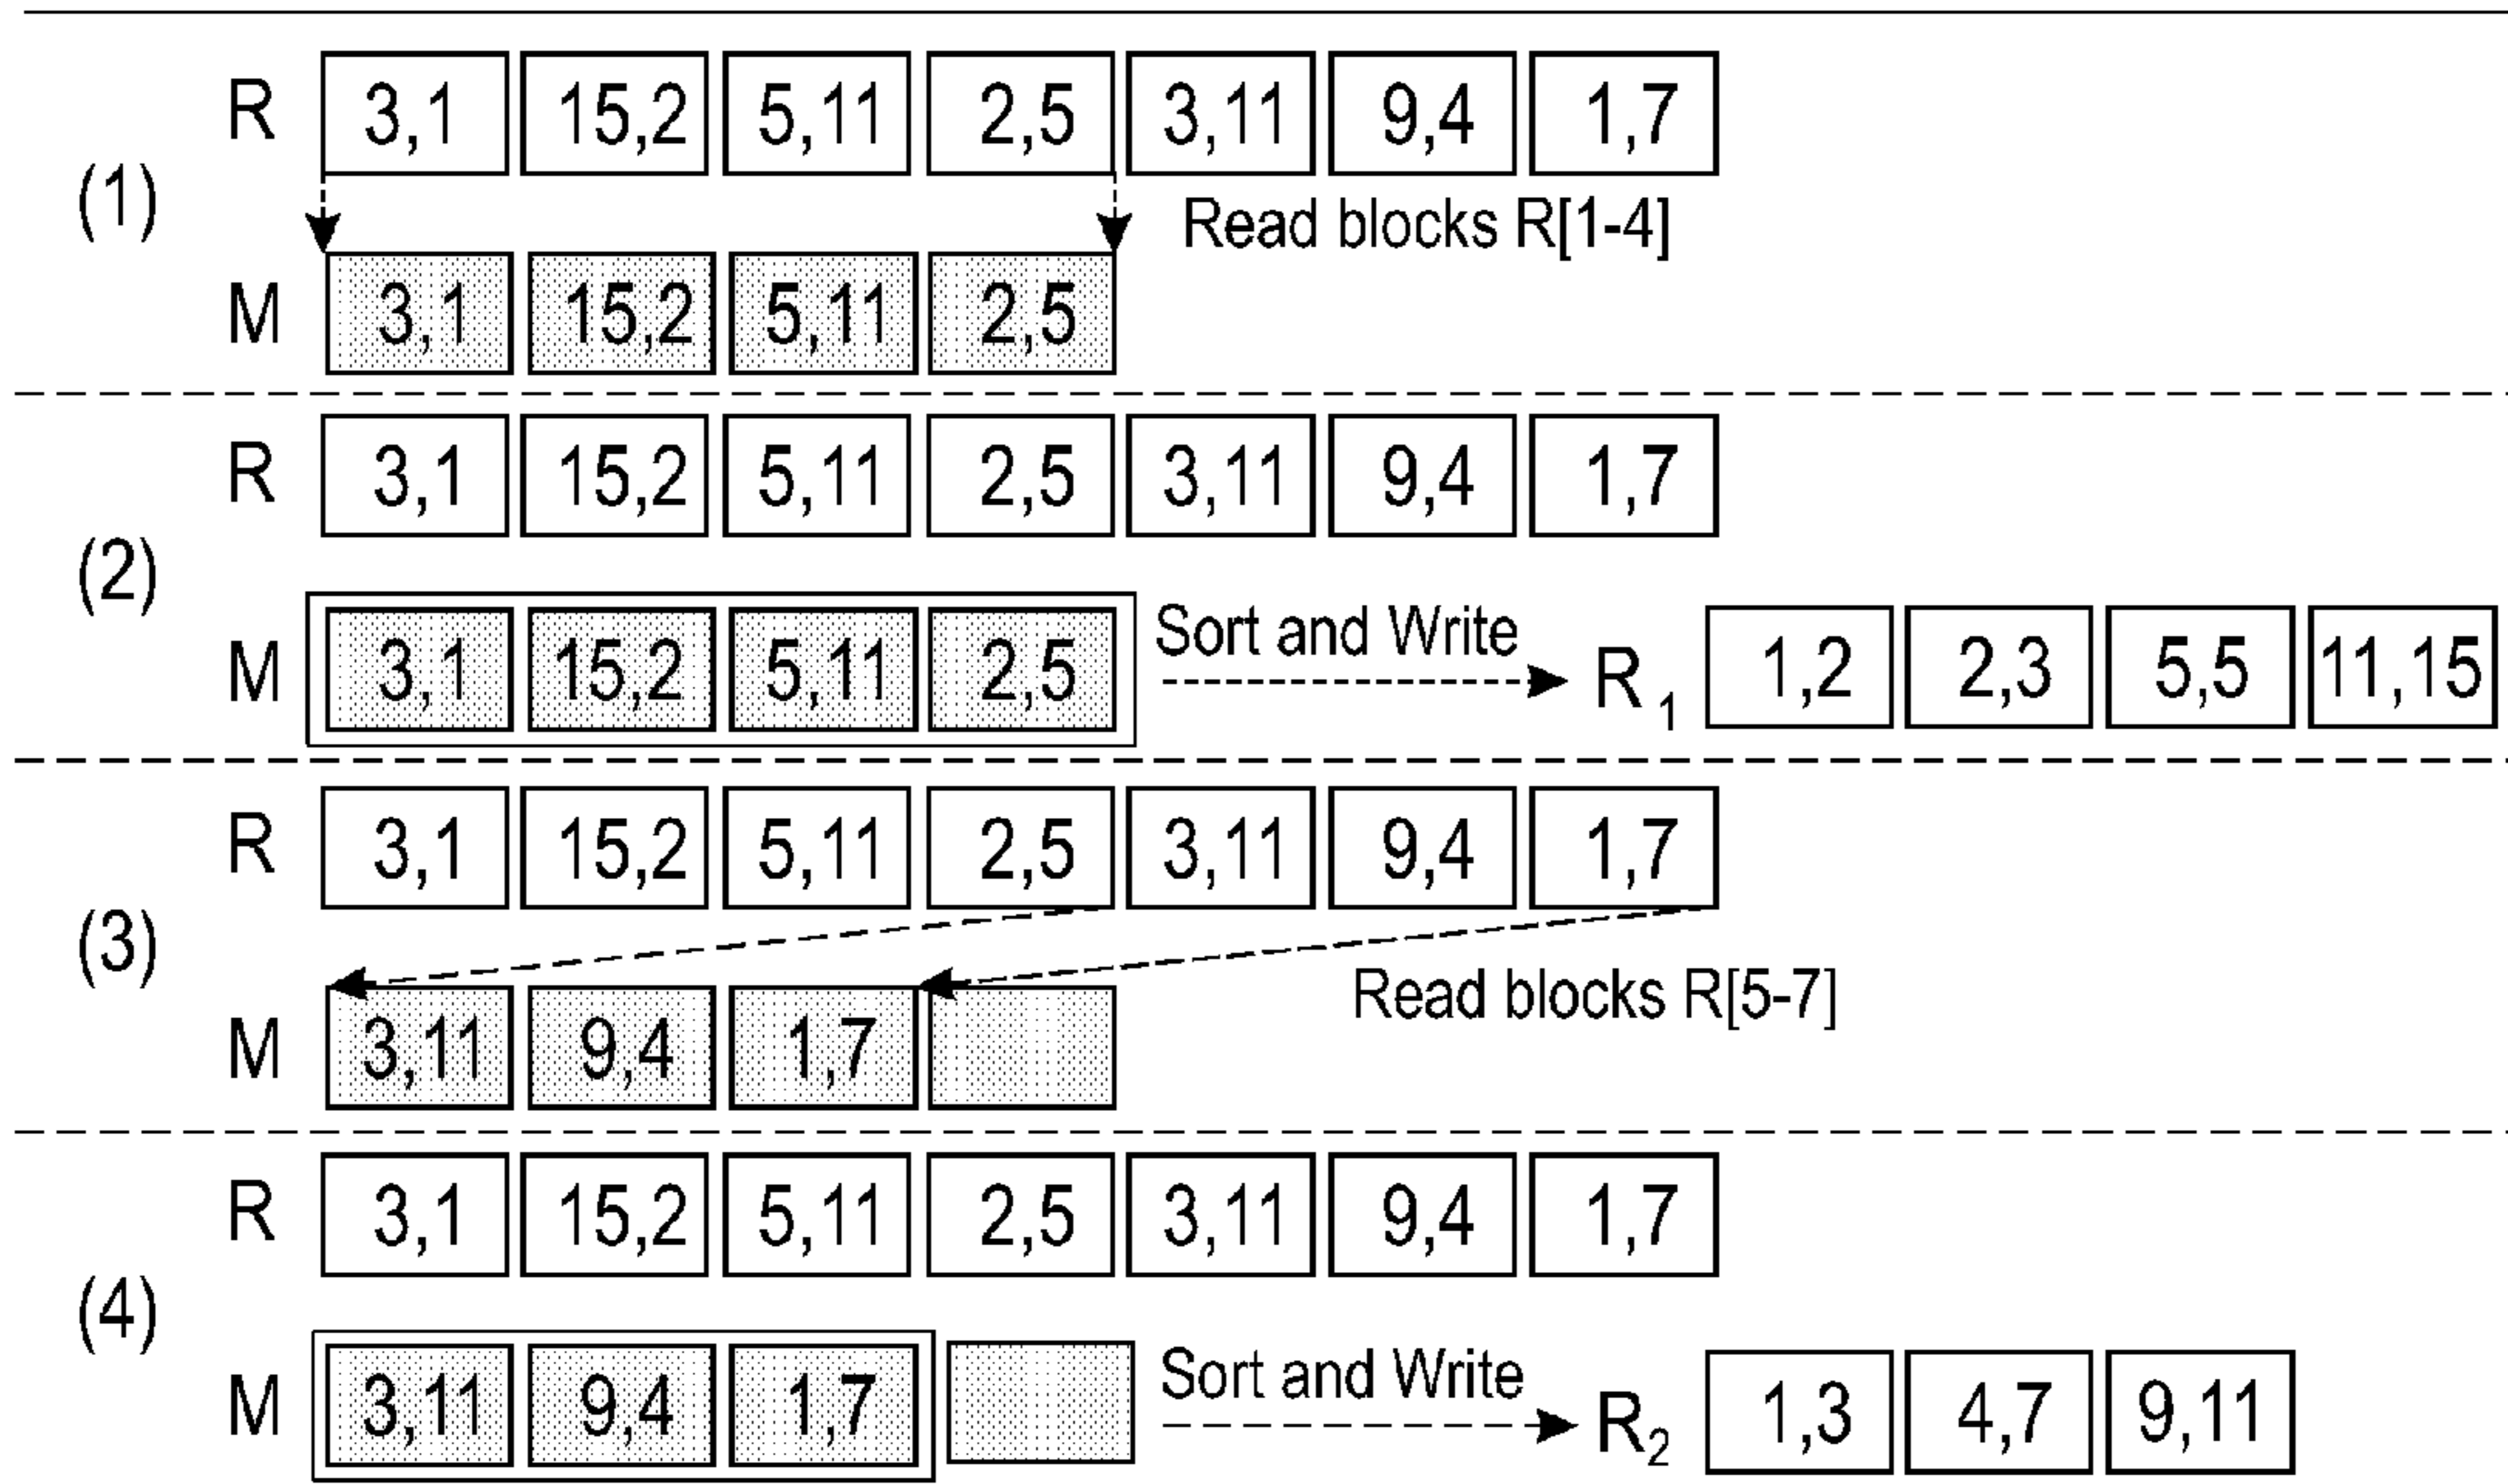 R 3,1 15,2 5,11 2,5 3,11 9,4 1,7
(1) Read blocks R[1-4]
M 3,1 15,2 5,11 2,5
R 3,1 15,2 5,11 2,5 3,11 9,4 1,7
(2)
M 3,1 15,2 5,11 2,5 Sort and Write R1 1,2 2,3 5,5 11,15
R 3,1 15,2 5,11 2,5 3,11 9,4 1,7
(3) Read blocks R[5-7]
M 3,11 9,4 1,7
R 3,1 15,2 5,11 2,5 3,11 9,4 1,7
(4)
M 3,11 9,4 1,7 Sort and Write R2 1,3 4,7 9,11